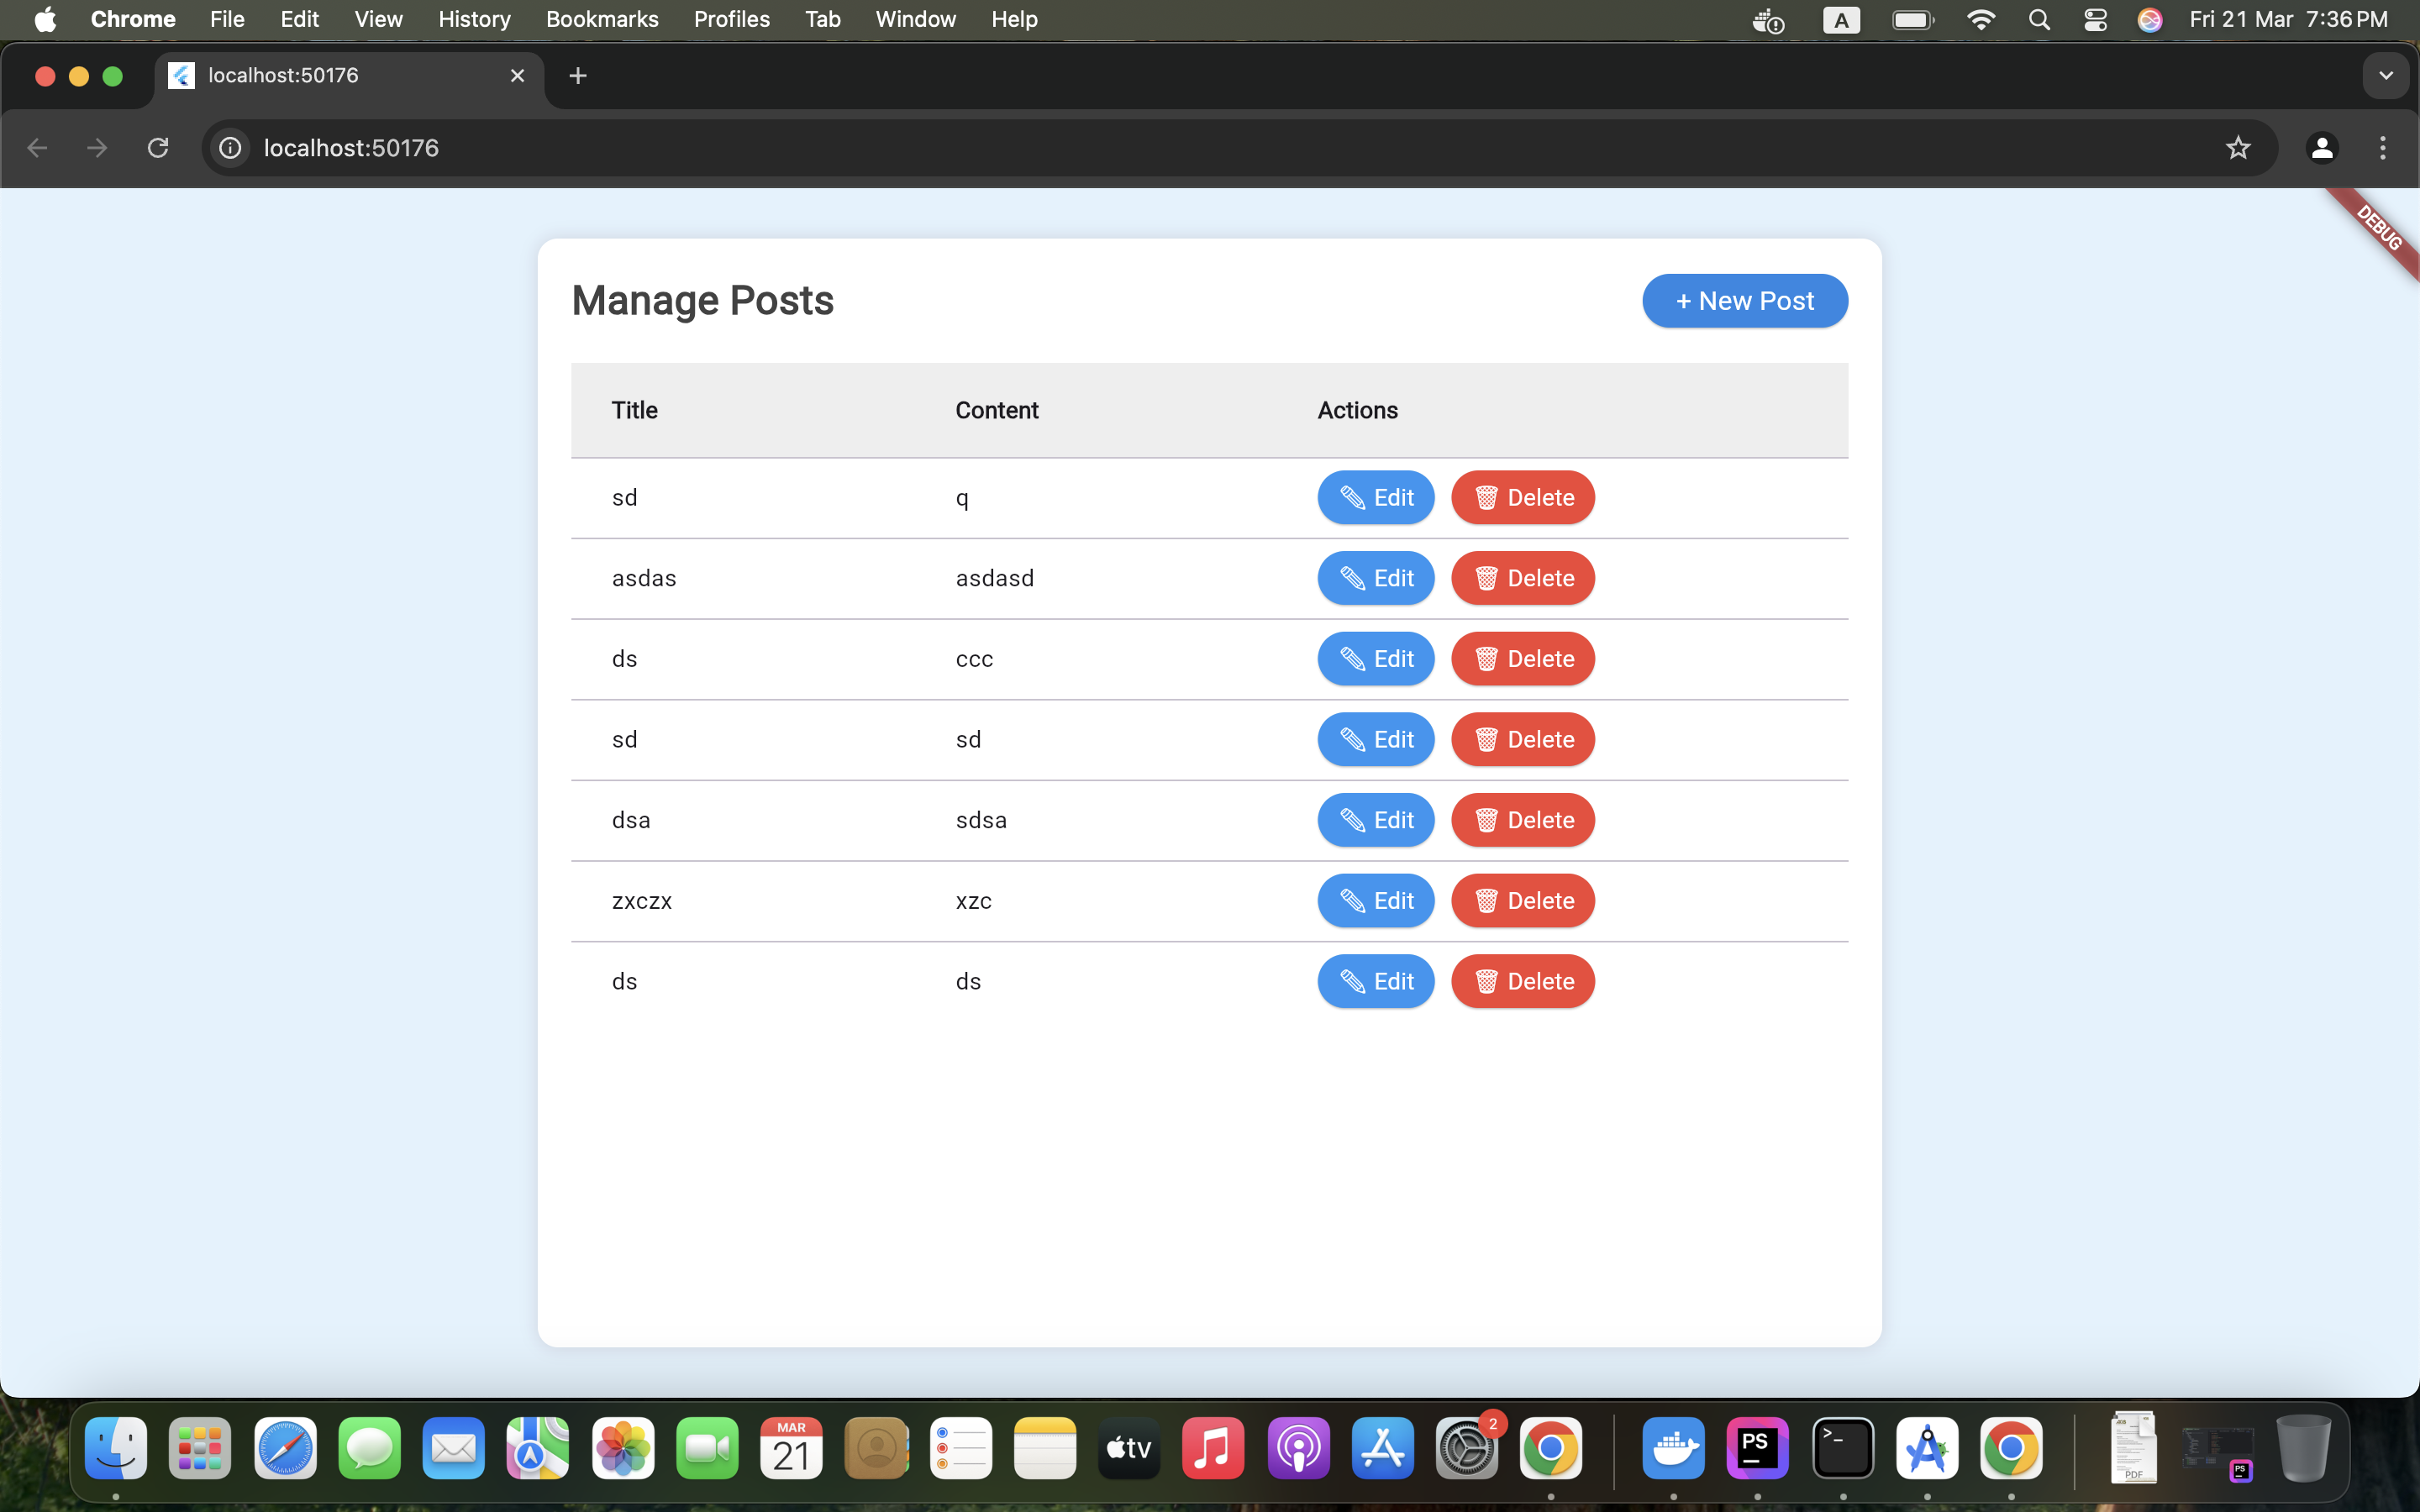 Chrome File Edit View History Bookmarks Profiles Tab Window Help A Fri 21 Mar 7:36 PM
localhost:50176
localhost:50176
DEBUG
Manage Posts + New Post
Title Content Actions
sd q Edit Delete
asdas asdasd Edit Delete
ds ccc Edit Delete
sd sd Edit Delete
dsa sdsa Edit Delete
zxczx xzc Edit Delete
ds ds Edit Delete
MAR
21
tv
2
PS
>_
PDF
PS